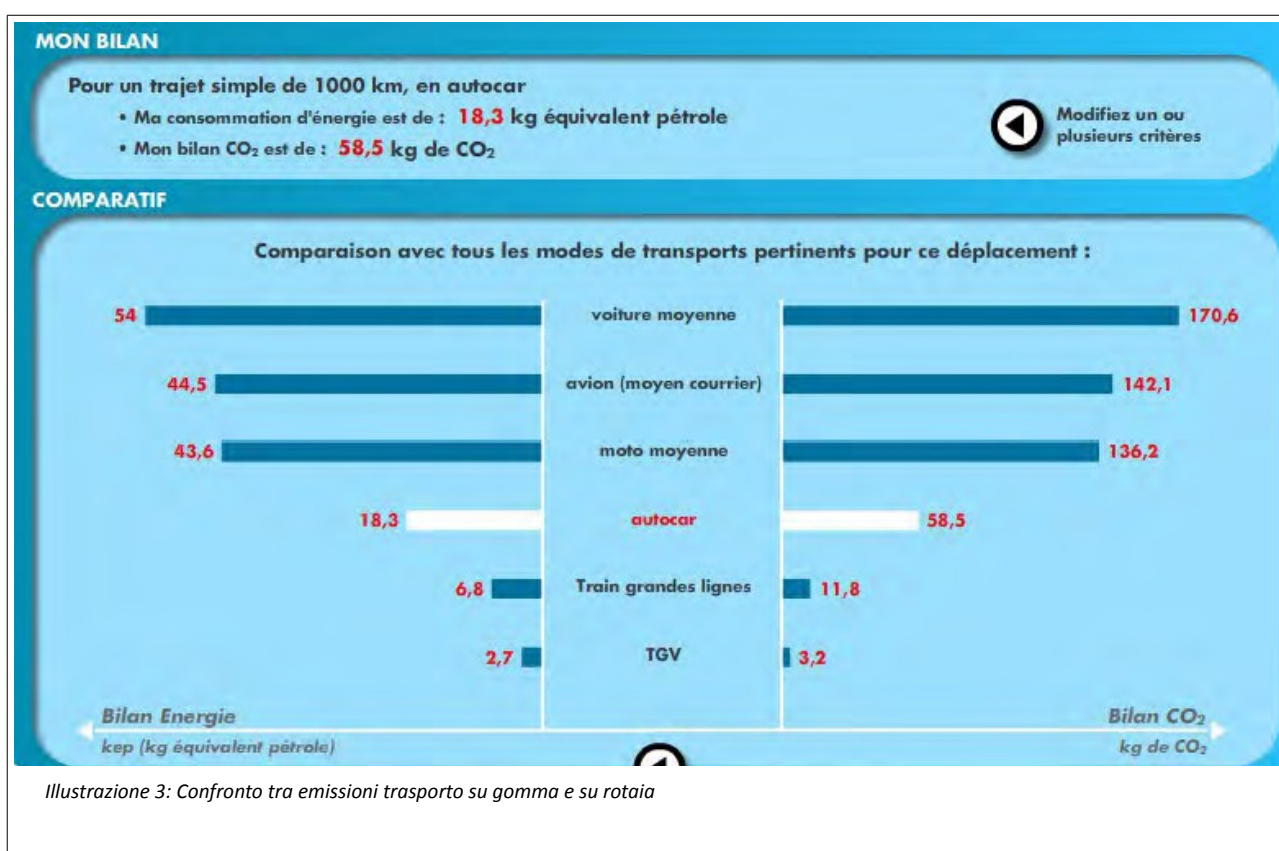 MON BILAN
Pour un trajet simple de 1000 km, en autocar
• Ma consommation d'énergie est de : 18,3 kg équivalent pétrole
• Mon bilan CO₂ est de : 58,5 kg de CO₂
Modifiez un ou
plusieurs critères
COMPARATIF
Comparaison avec tous les modes de transports pertinents pour ce déplacement :
54 voiture moyenne 170,6
44,5 avion (moyen courrier) 142,1
43,6 moto moyenne 136,2
18,3 autocar 58,5
6,8 Train grandes lignes 11,8
2,7 TGV 3,2
Bilan Energie
kep (kg équivalent pétrole)
Bilan CO₂
kg de CO₂
Illustrazione 3: Confronto tra emissioni trasporto su gomma e su rotaia